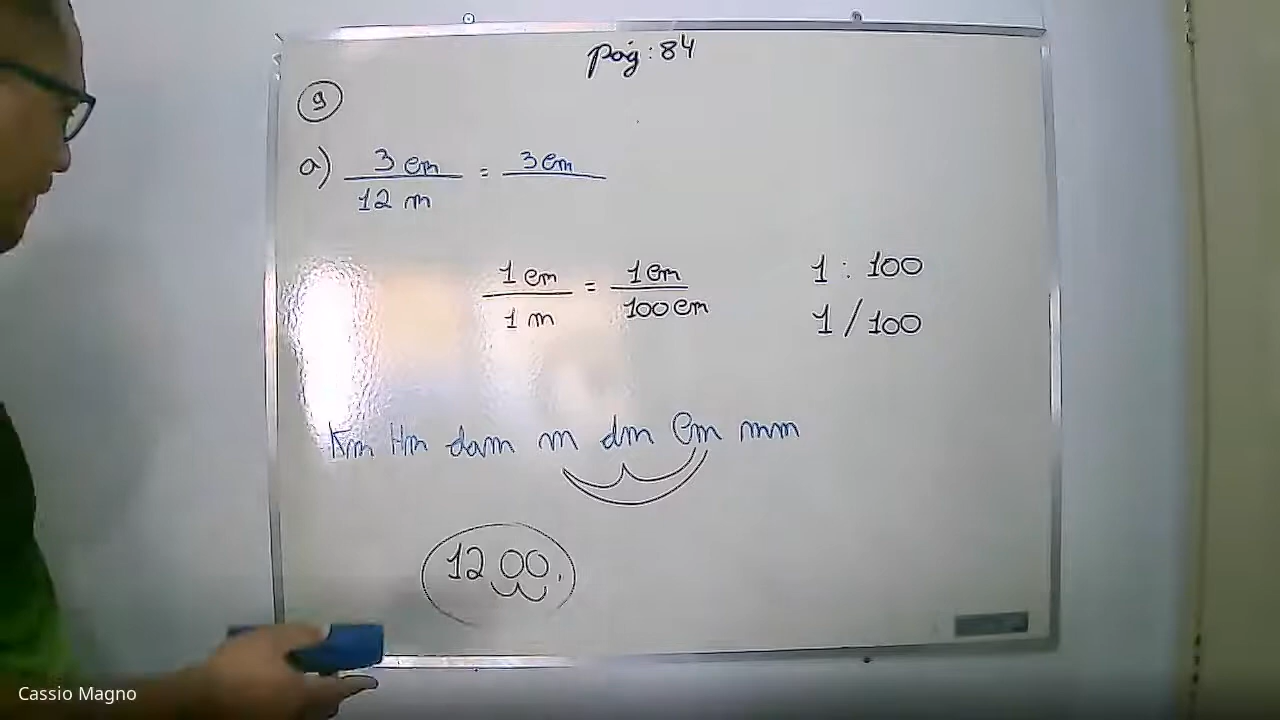 pág: 84
9
a) 3 cm / 12 m = 3 cm
1 cm / 1 m = 1 cm / 100 cm
1 : 100
1 / 100
Km Hm dam m dm cm mm
1200,
Cassio Magno